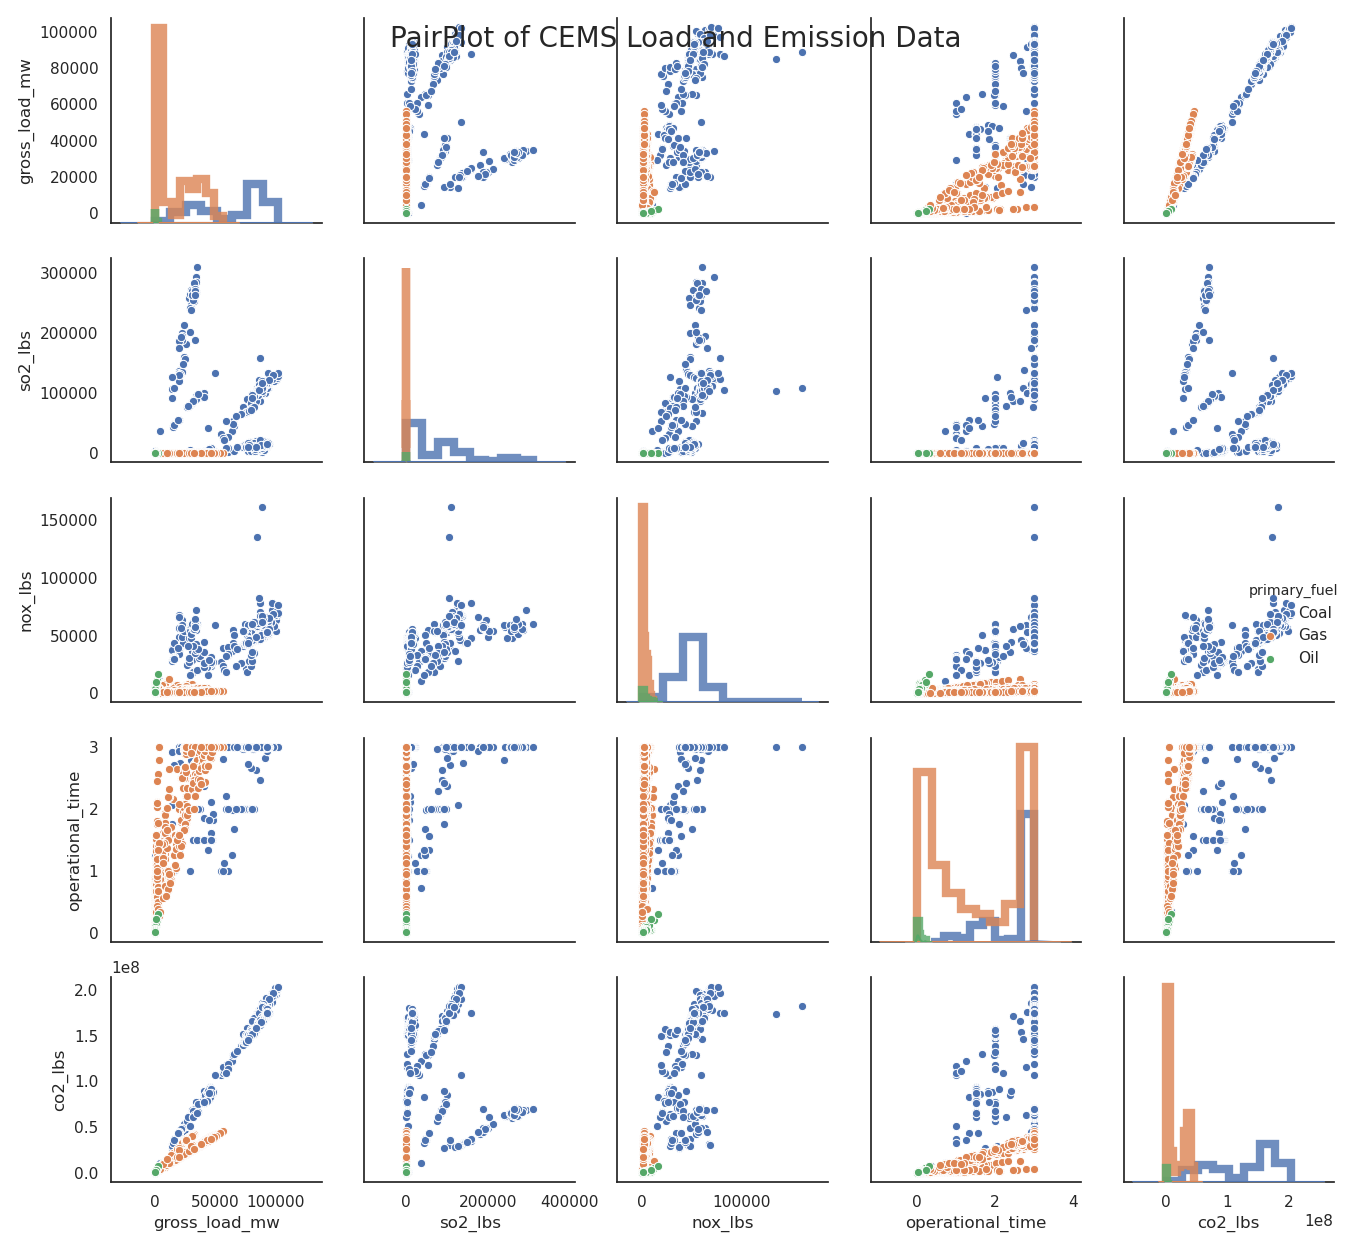 PairPlot of CEMS Load and Emission Data
100000
80000
60000
40000
20000
0
gross_load_mw
300000
200000
100000
0
so2_lbs
150000
100000
50000
0
nox_lbs
primary_fuel
Coal
Gas
Oil
3
2
1
0
operational_time
1e8
2.0
1.5
1.0
0.5
0.0
co2_lbs
0 50000 100000
gross_load_mw
0 200000 400000
so2_lbs
0 100000
nox_lbs
0 2 4
operational_time
0 1 2
1e8
co2_lbs